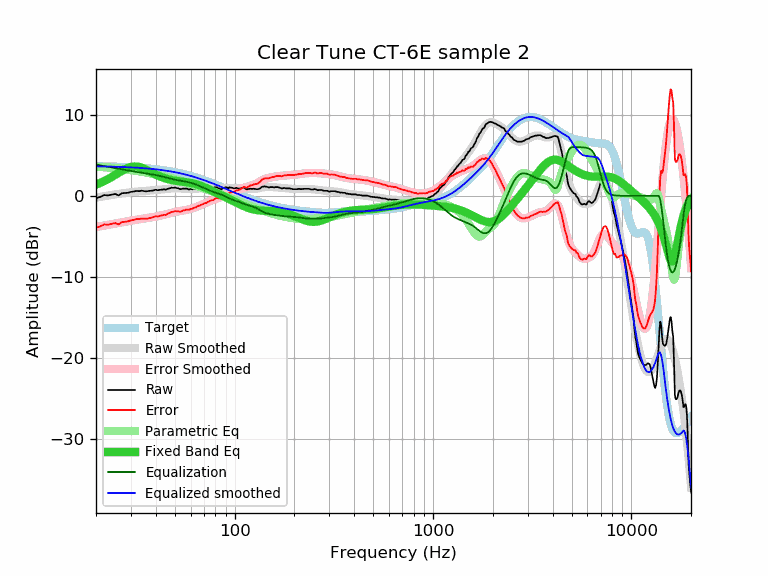 Clear Tune CT-6E sample 2
Amplitude (dBr)
10
0
−10
−20
−30
Target
Raw Smoothed
Error Smoothed
Raw
Error
Parametric Eq
Fixed Band Eq
Equalization
Equalized smoothed
100
1000
10000
Frequency (Hz)